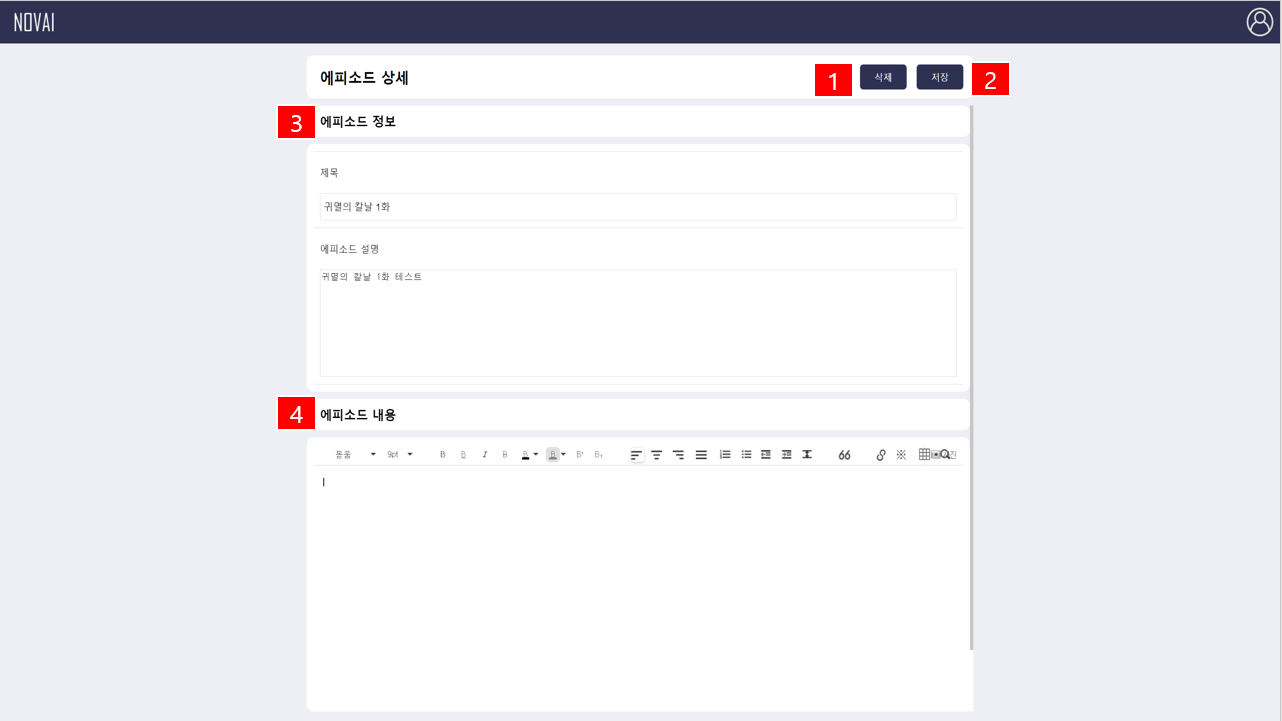 NOVAI
에피소드 상세
1
삭제
저장
2
3
에피소드 정보
제목
귀멸의 칼날 1화
에피소드 설명
귀멸의 칼날 1화 테스트
4
에피소드 내용
돋움 9pt